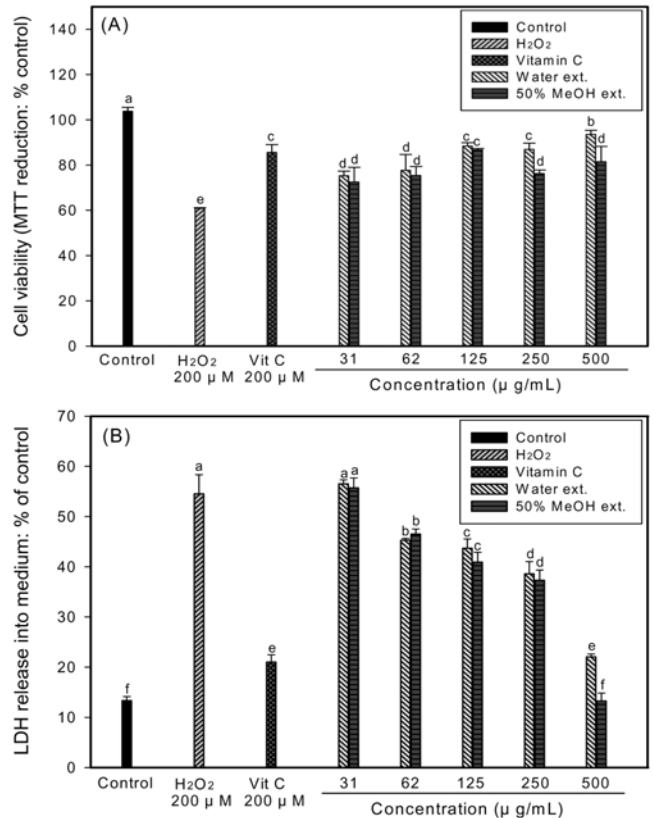 (A)
Cell viability (MTT reduction: % control)
140
120
100
80
60
40
20
0
Control
H2O2
Vitamin C
Water ext.
50% MeOH ext.
a
e
c
d d
d d
c c
c d
b d
Control
H2O2
200 μ M
Vit C
200 μ M
31 62 125 250 500
Concentration (μ g/mL)
(B)
LDH release into medium: % of control
70
60
50
40
30
20
10
0
Control
H2O2
Vitamin C
Water ext.
50% MeOH ext.
f
a
e
a a
b b
c c
d d
e f
Control
H2O2
200 μ M
Vit C
200 μ M
31 62 125 250 500
Concentration (μ g/mL)